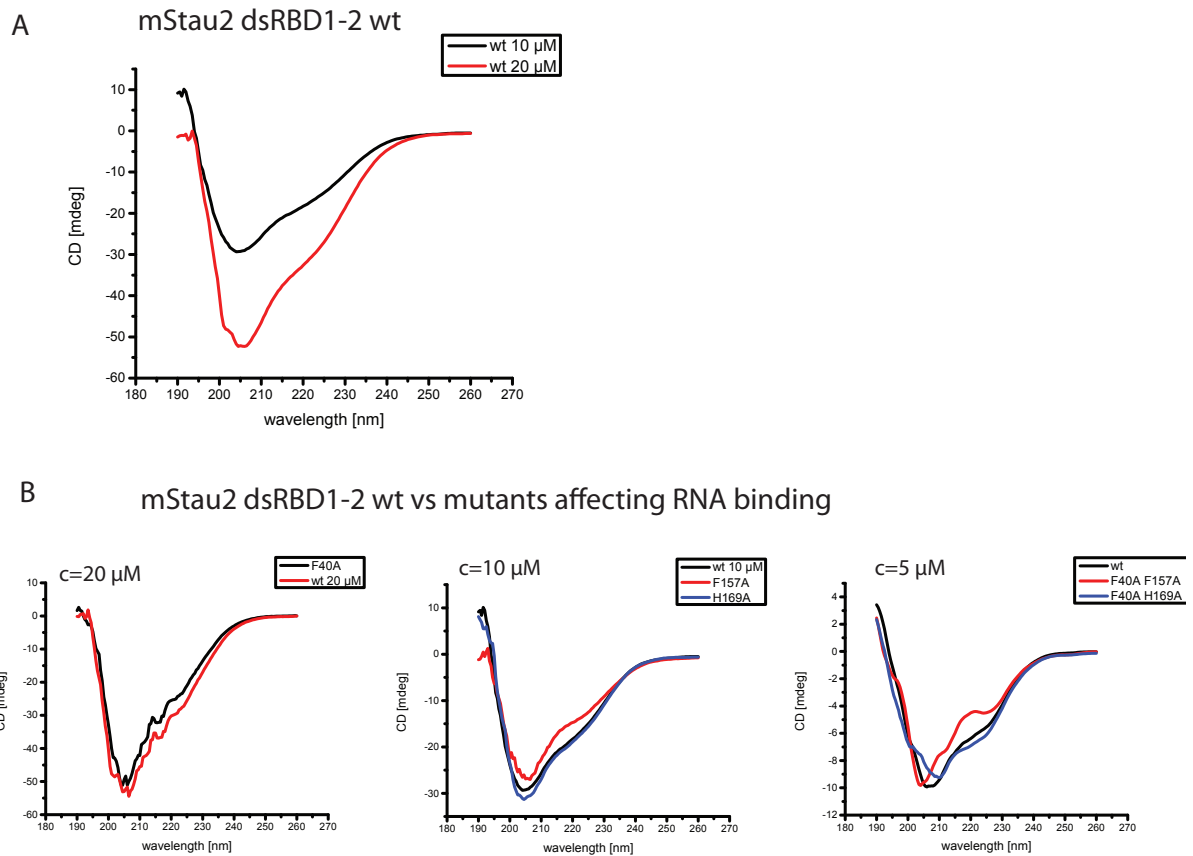 A
mStau2 dsRBD1-2 wt
wt 10 µM
wt 20 µM
10
0
-10
-20
-30
-40
-50
-60
CD [mdeg]
180 190 200 210 220 230 240 250 260 270
wavelength [nm]
B
mStau2 dsRBD1-2 wt vs mutants affecting RNA binding
c=20 µM
F40A
wt 20 µM
10
0
-10
-20
-30
-40
-50
-60
CD [mdeg]
180 190 200 210 220 230 240 250 260 270
wavelength [nm]
c=10 µM
wt 10 µM
F157A
H169A
10
0
-10
-20
-30
CD [mdeg]
180 190 200 210 220 230 240 250 260 270
wavelength [nm]
c=5 µM
wt
F40A F157A
F40A H169A
4
2
0
-2
-4
-6
-8
-10
-12
CD [mdeg]
180 190 200 210 220 230 240 250 260 270
wavelength [nm]